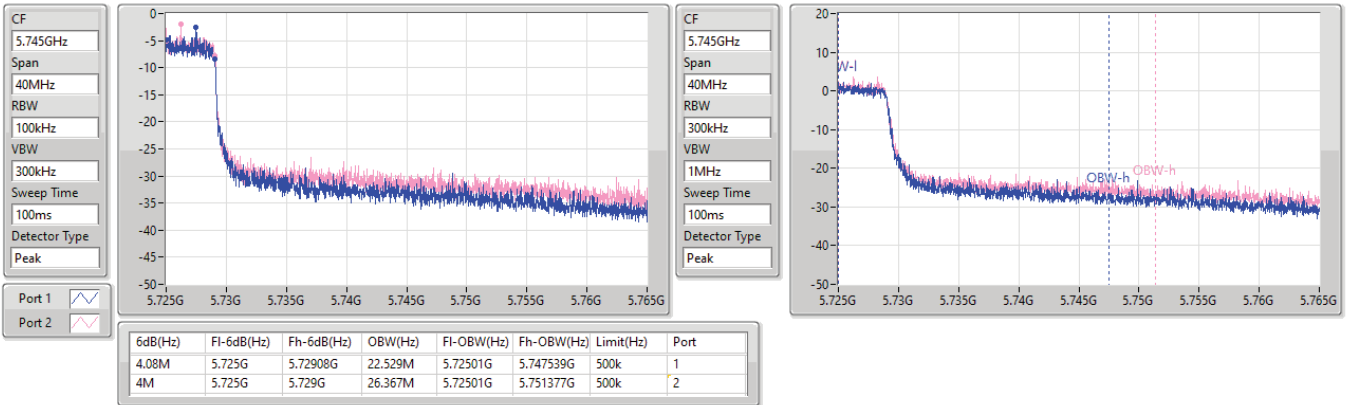 CF
5.745GHz
Span
40MHz
RBW
100kHz
VBW
300kHz
Sweep Time
100ms
Detector Type
Peak
Port 1
Port 2
0
-5
-10
-15
-20
-25
-30
-35
-40
-45
-50
5.725G 5.73G 5.735G 5.74G 5.745G 5.75G 5.755G 5.76G 5.765G
CF
5.745GHz
Span
40MHz
RBW
300kHz
VBW
1MHz
Sweep Time
100ms
Detector Type
Peak
20
10
0
-10
-20
-30
-40
-50
W-l
OBW-h
OBW-h
5.725G 5.73G 5.735G 5.74G 5.745G 5.75G 5.755G 5.76G 5.765G
6dB(Hz) Fl-6dB(Hz) Fh-6dB(Hz) OBW(Hz) Fl-OBW(Hz) Fh-OBW(Hz) Limit(Hz) Port
4.08M 5.725G 5.72908G 22.529M 5.72501G 5.747539G 500k 1
4M 5.725G 5.729G 26.367M 5.72501G 5.751377G 500k 2